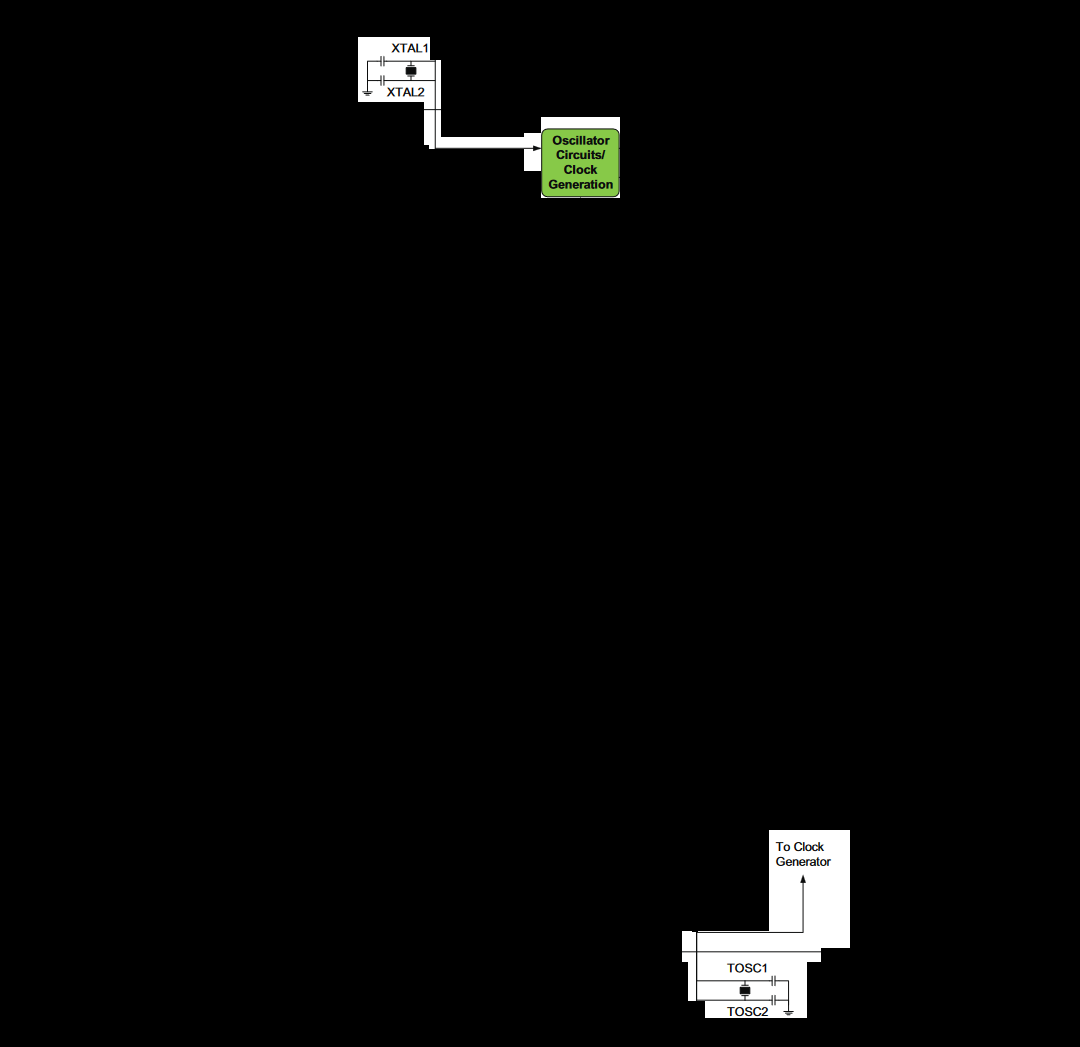 XTAL1
XTAL2
Oscillator
Circuits/
Clock
Generation
To Clock
Generator
TOSC1
TOSC2